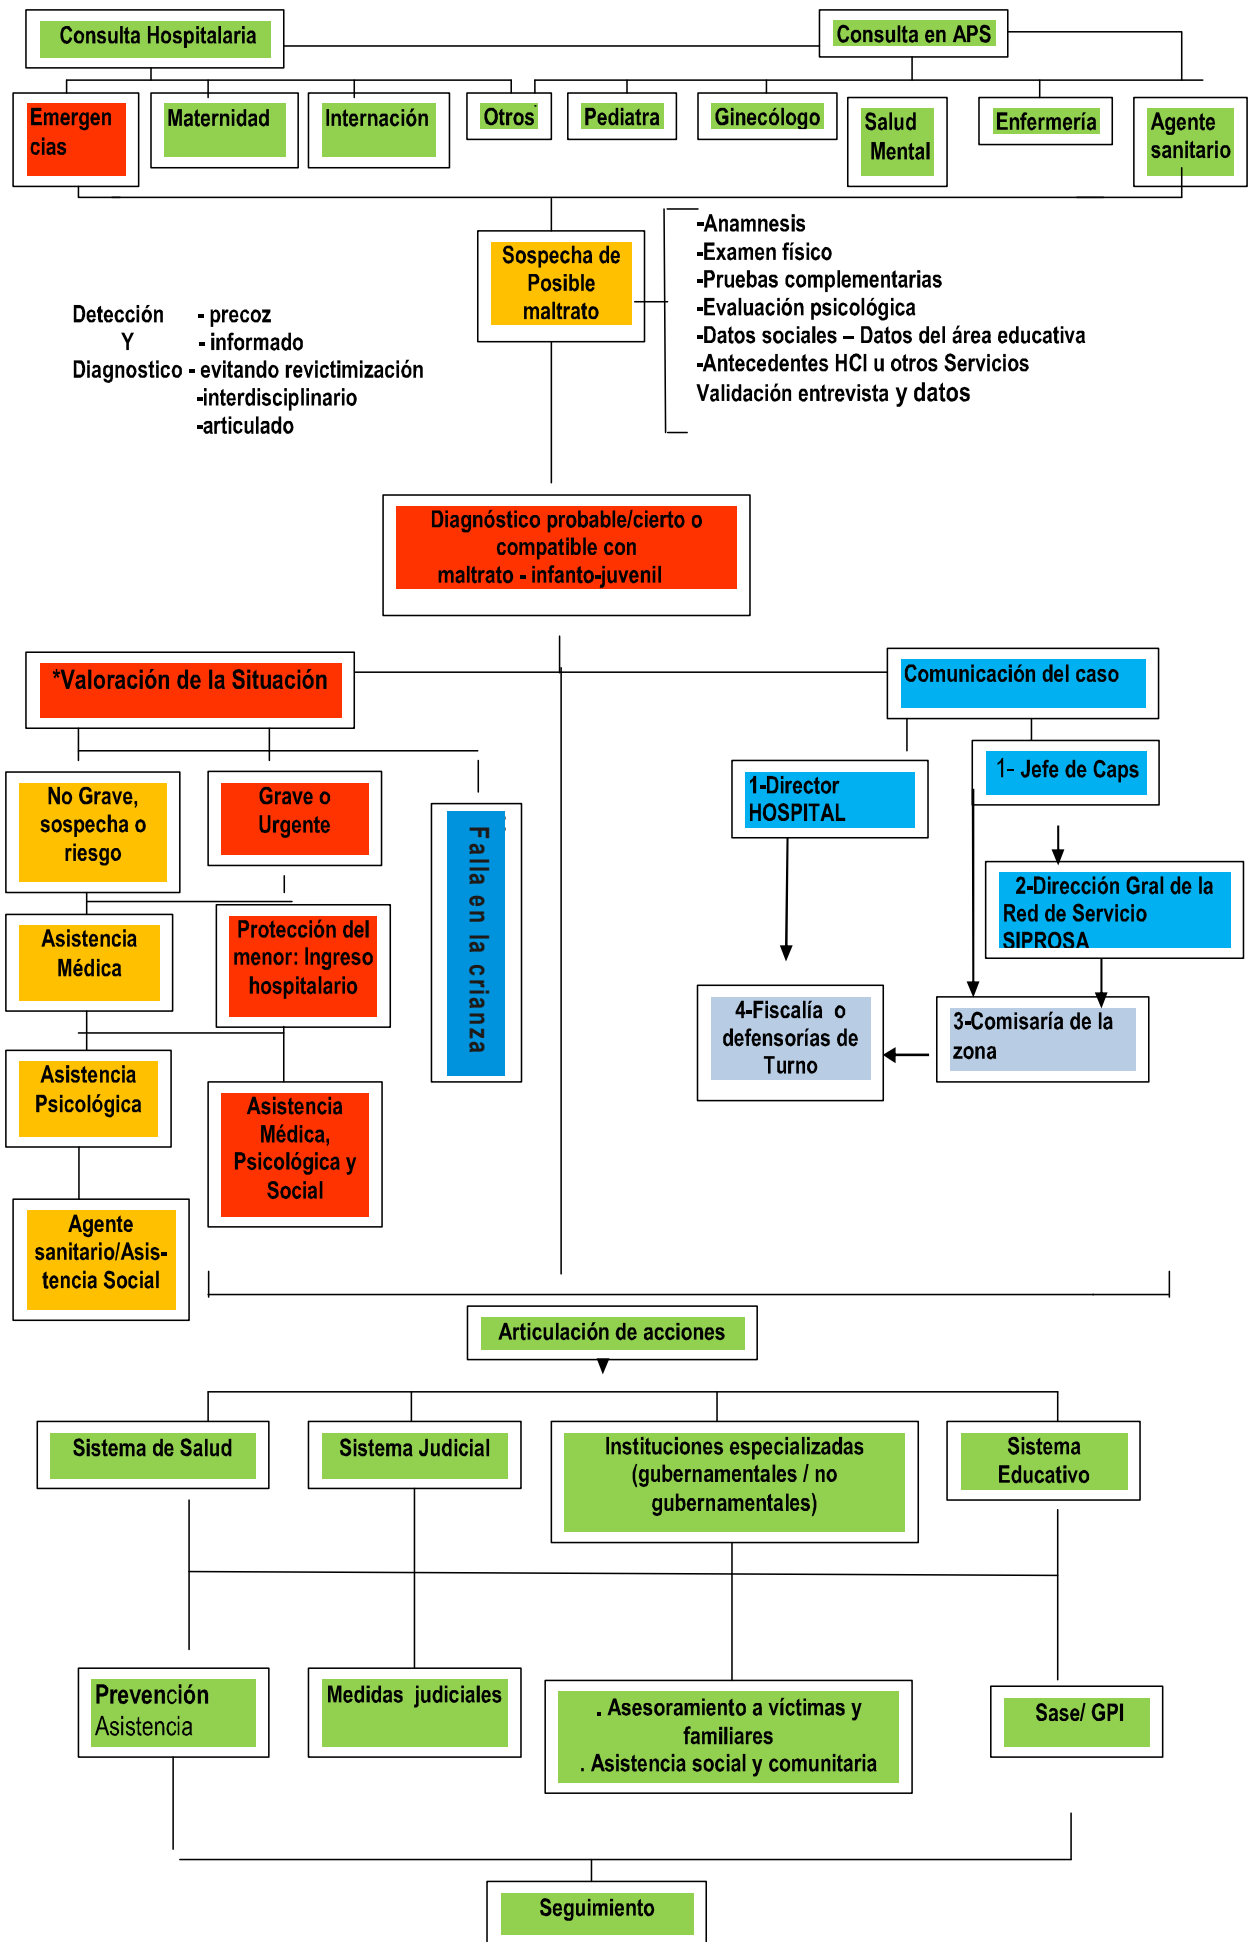 Consulta Hospitalaria
Consulta en APS
Emergen
cias
Maternidad
Internación
Otros
Pediatra
Ginecólogo
Salud
Mental
Enfermería
Agente
sanitario
Sospecha de
Posible
maltrato
-Anamnesis
-Examen físico
-Pruebas complementarias
-Evaluación psicológica
-Datos sociales – Datos del área educativa
-Antecedentes HCl u otros Servicios
Validación entrevista y datos
Detección - precoz
Y - informado
Diagnostico - evitando revictimización
-interdisciplinario
-articulado
Diagnóstico probable/cierto o
compatible con
maltrato - infanto-juvenil
*Valoración de la Situación
Comunicación del caso
No Grave,
sospecha o
riesgo
Grave o
Urgente
Falla en la crianza
1-Director
HOSPITAL
1- Jefe de Caps
2-Dirección Gral de la
Red de Servicio
SIPROSA
Asistencia
Médica
Protección del
menor: Ingreso
hospitalario
4-Fiscalía o
defensorías de
Turno
3-Comisaría de la
zona
Asistencia
Psicológica
Asistencia
Médica,
Psicológica y
Social
Agente
sanitario/Asis-
tencia Social
Articulación de acciones
Sistema de Salud
Sistema Judicial
Instituciones especializadas
(gubernamentales / no
gubernamentales)
Sistema
Educativo
Prevención
Asistencia
Medidas judiciales
. Asesoramiento a víctimas y
familiares
. Asistencia social y comunitaria
Sase/ GPI
Seguimiento